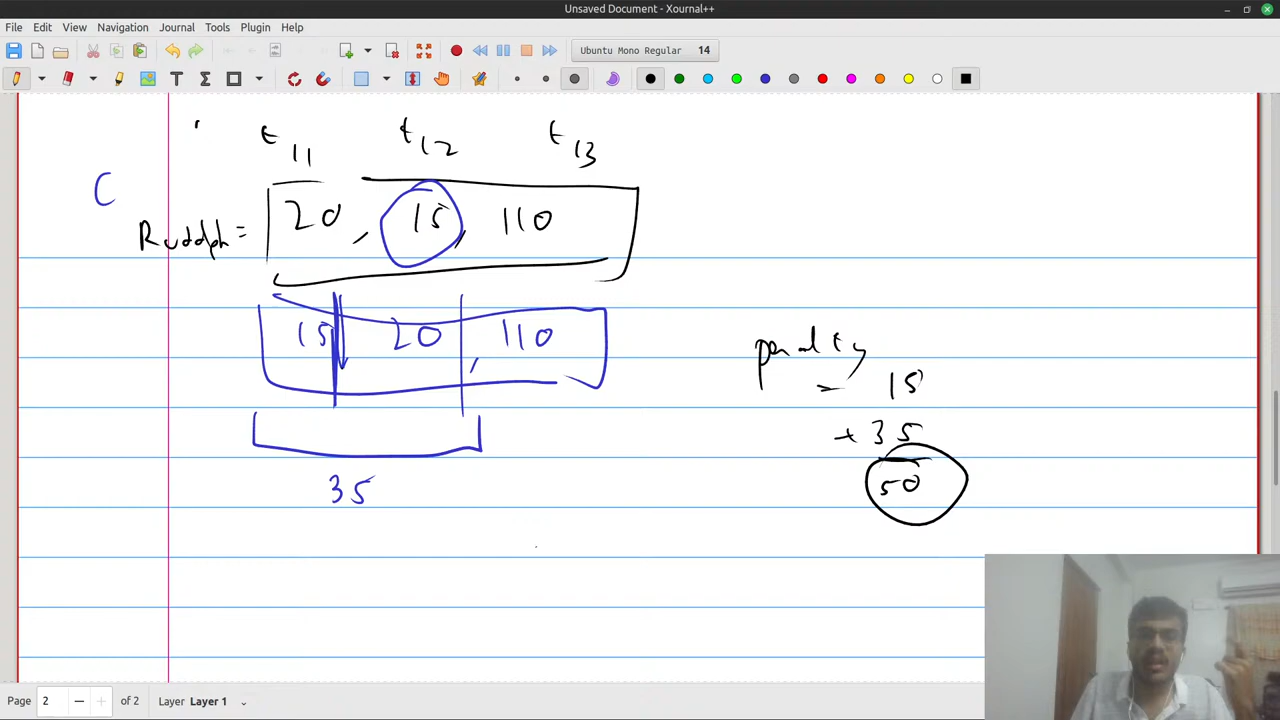 Unsaved Document - Xournal++
File Edit View Navigation Journal Tools Plugin Help
Ubuntu Mono Regular 14
t11 t12 t13
C
Rudolph = 20, 15, 110
15 20, 110
penalty
= 15
+ 35
50
35
Page 2 of 2 Layer Layer 1